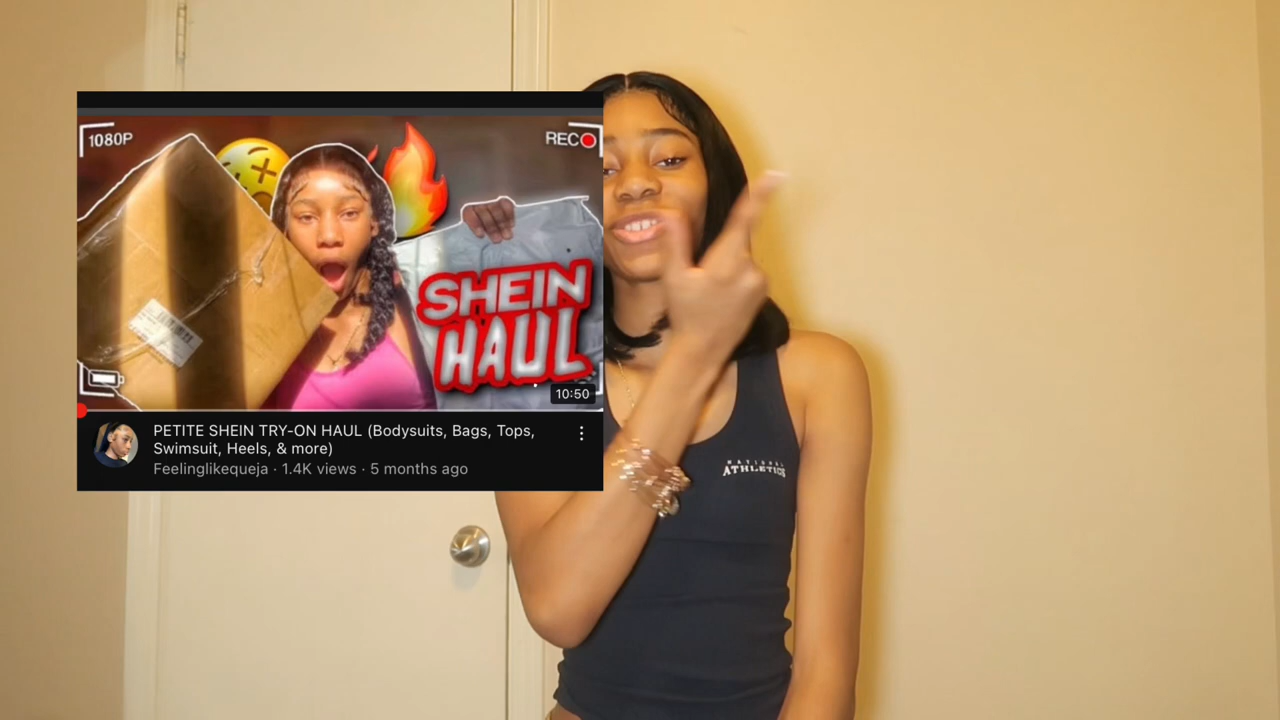 1080P
REC
SHEIN
HAUL
10:50
PETITE SHEIN TRY-ON HAUL (Bodysuits, Bags, Tops,
Swimsuit, Heels, & more)
Feelinglikequeja · 1.4K views · 5 months ago
NATIONAL
ATHLETICS